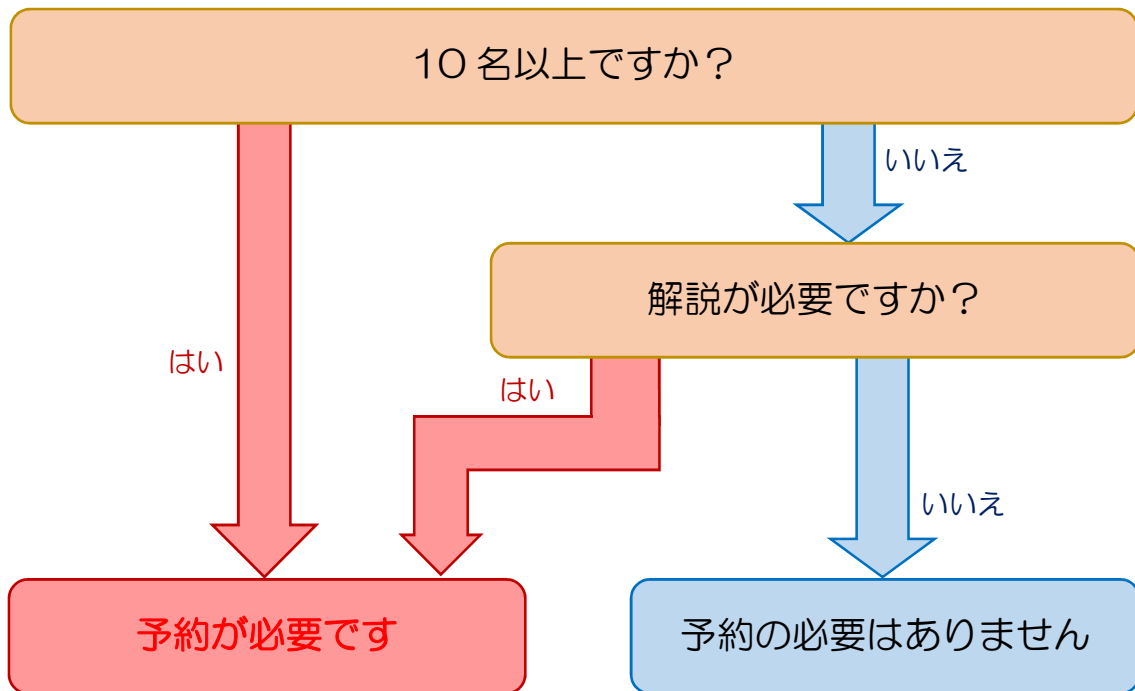 10名以上ですか？
いいえ
解説が必要ですか？
はい
はい
いいえ
予約が必要です
予約の必要はありません